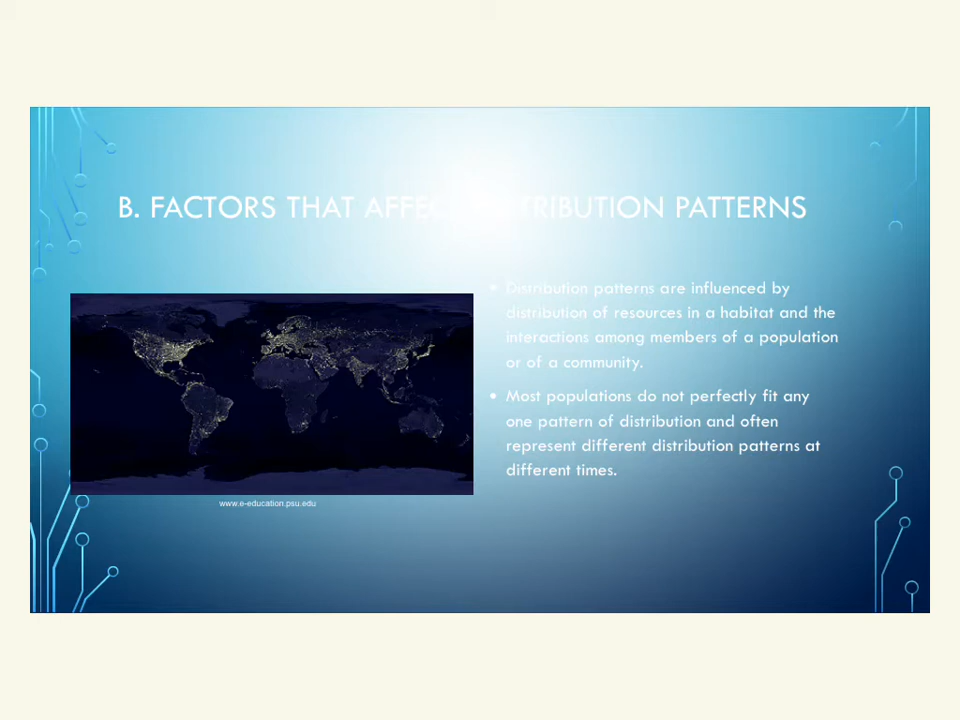 B. FACTORS THAT AFFECT DISTRIBUTION PATTERNS
• Distribution patterns are influenced by
distribution of resources in a habitat and the
interactions among members of a population
or of a community.
• Most populations do not perfectly fit any
one pattern of distribution and often
represent different distribution patterns at
different times.
www.e-education.psu.edu